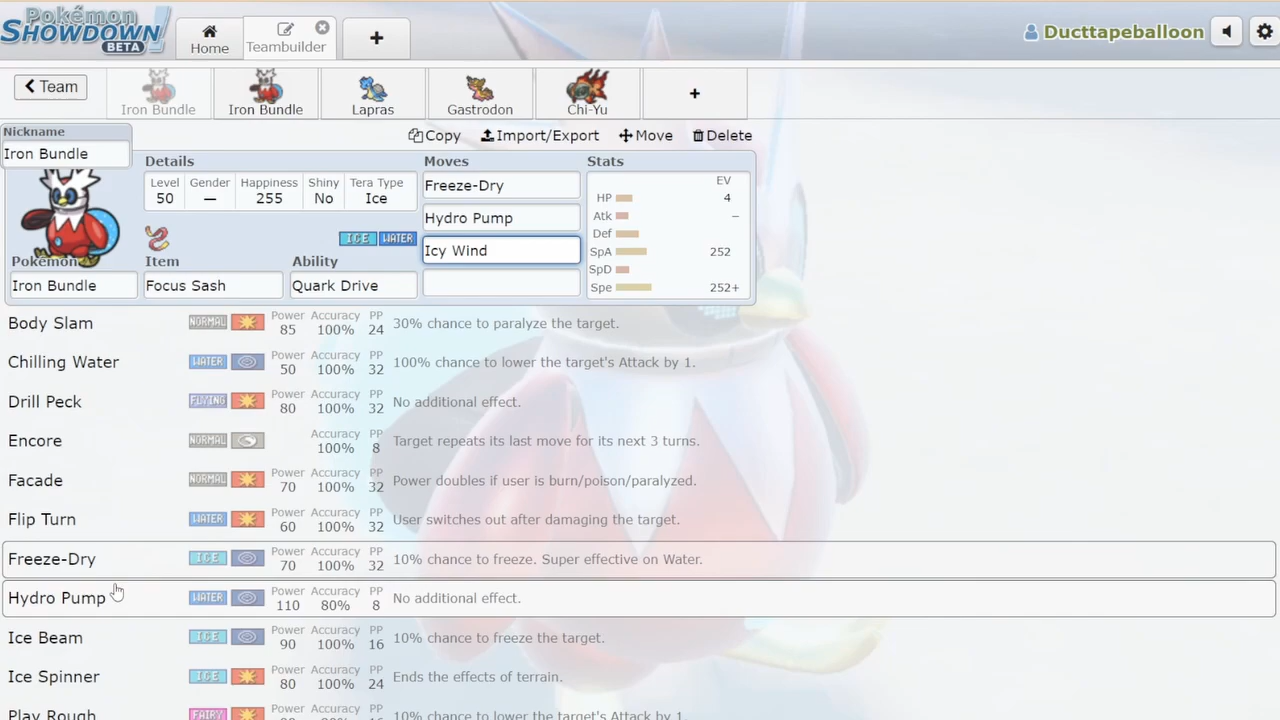 Pokémon
SHOWDOWN!
BETA
Home
Teambuilder
+
Ducttapeballoon
Team
Iron Bundle
Iron Bundle
Lapras
Gastrodon
Chi-Yu
+
Copy
Import/Export
Move
Delete
Nickname
Iron Bundle
Details
Level Gender Happiness Shiny Tera Type
50 — 255 No Ice
ICE WATER
Pokémon
Iron Bundle
Item
Focus Sash
Ability
Quark Drive
Moves
Freeze-Dry
Hydro Pump
Icy Wind
Stats
EV
HP 4
Atk –
Def
SpA 252
SpD
Spe 252+
Body Slam NORMAL Power 85 Accuracy 100% PP 24 30% chance to paralyze the target.
Chilling Water WATER Power 50 Accuracy 100% PP 32 100% chance to lower the target's Attack by 1.
Drill Peck FLYING Power 80 Accuracy 100% PP 32 No additional effect.
Encore NORMAL Accuracy 100% PP 8 Target repeats its last move for its next 3 turns.
Facade NORMAL Power 70 Accuracy 100% PP 32 Power doubles if user is burn/poison/paralyzed.
Flip Turn WATER Power 60 Accuracy 100% PP 32 User switches out after damaging the target.
Freeze-Dry ICE Power 70 Accuracy 100% PP 32 10% chance to freeze. Super effective on Water.
Hydro Pump WATER Power 110 Accuracy 80% PP 8 No additional effect.
Ice Beam ICE Power 90 Accuracy 100% PP 16 10% chance to freeze the target.
Ice Spinner ICE Power 80 Accuracy 100% PP 24 Ends the effects of terrain.
Play Rough FAIRY Power Accuracy PP 10% chance to lower the target's Attack by 1.